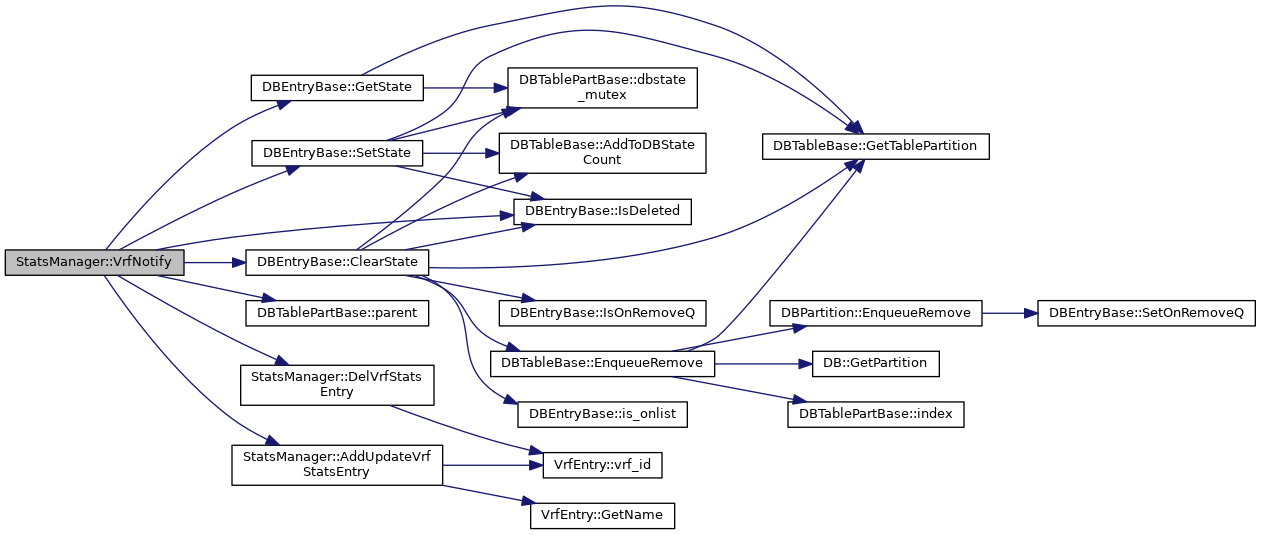 StatsManager::VrfNotify
DBEntryBase::GetState
DBEntryBase::SetState
DBEntryBase::ClearState
DBTablePartBase::parent
StatsManager::DelVrfStats
Entry
StatsManager::AddUpdateVrf
StatsEntry
DBTablePartBase::dbstate
_mutex
DBTableBase::AddToDBState
Count
DBEntryBase::IsDeleted
DBEntryBase::IsOnRemoveQ
DBTableBase::EnqueueRemove
DBEntryBase::is_onlist
VrfEntry::vrf_id
VrfEntry::GetName
DBTableBase::GetTablePartition
DBPartition::EnqueueRemove
DB::GetPartition
DBTablePartBase::index
DBEntryBase::SetOnRemoveQ